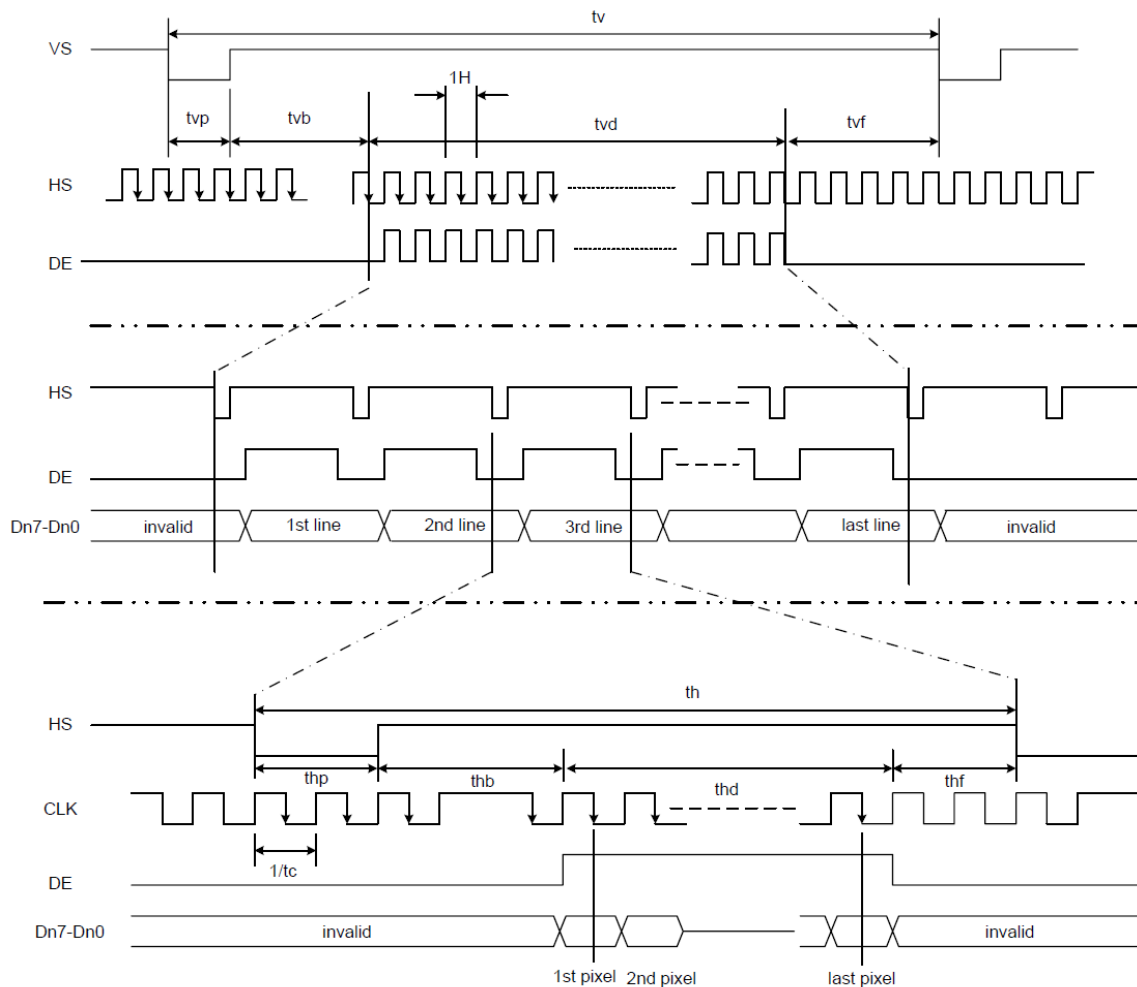 tv
VS
1H
tvp
tvb
tvd
tvf
HS
DE
HS
DE
Dn7-Dn0
invalid
1st line
2nd line
3rd line
last line
invalid
th
HS
thp
thb
thd
thf
CLK
1/tc
DE
Dn7-Dn0
invalid
invalid
1st pixel
2nd pixel
last pixel